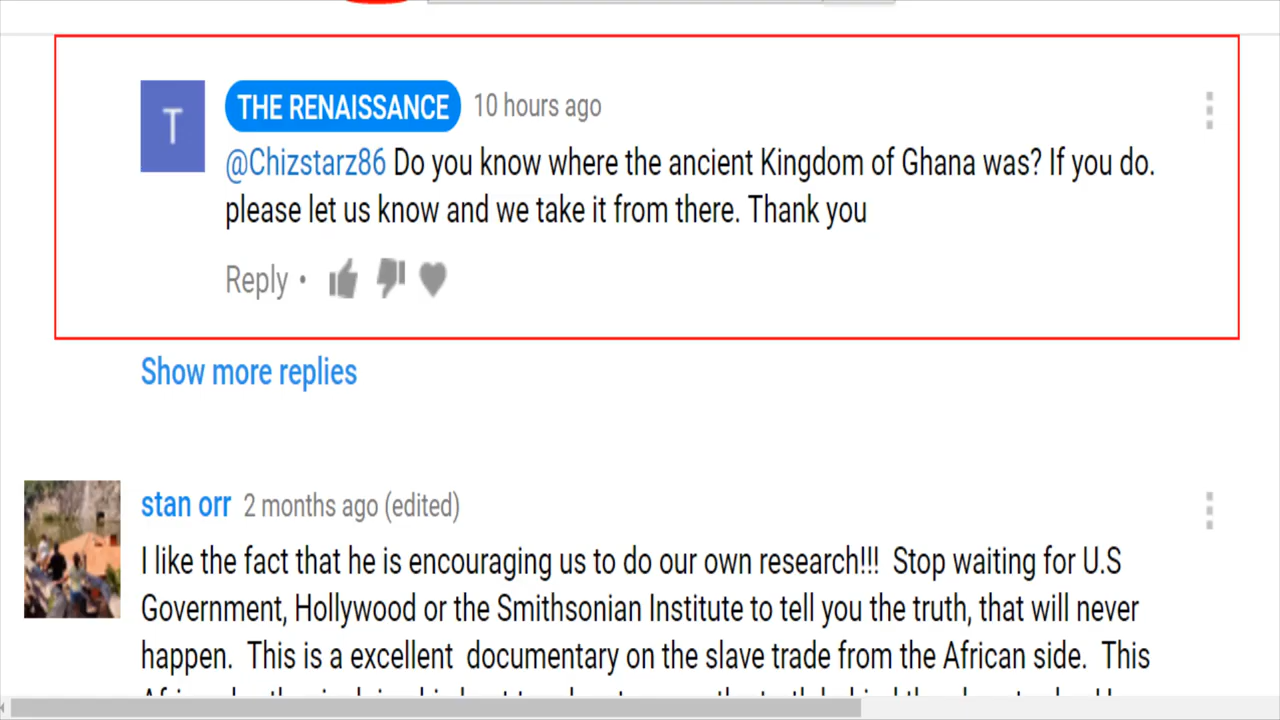 T
THE RENAISSANCE 10 hours ago
@Chizstarz86 Do you know where the ancient Kingdom of Ghana was? If you do.
please let us know and we take it from there. Thank you
Reply •
Show more replies
stan orr 2 months ago (edited)
I like the fact that he is encouraging us to do our own research!!! Stop waiting for U.S
Government, Hollywood or the Smithsonian Institute to tell you the truth, that will never
happen. This is a excellent documentary on the slave trade from the African side. This